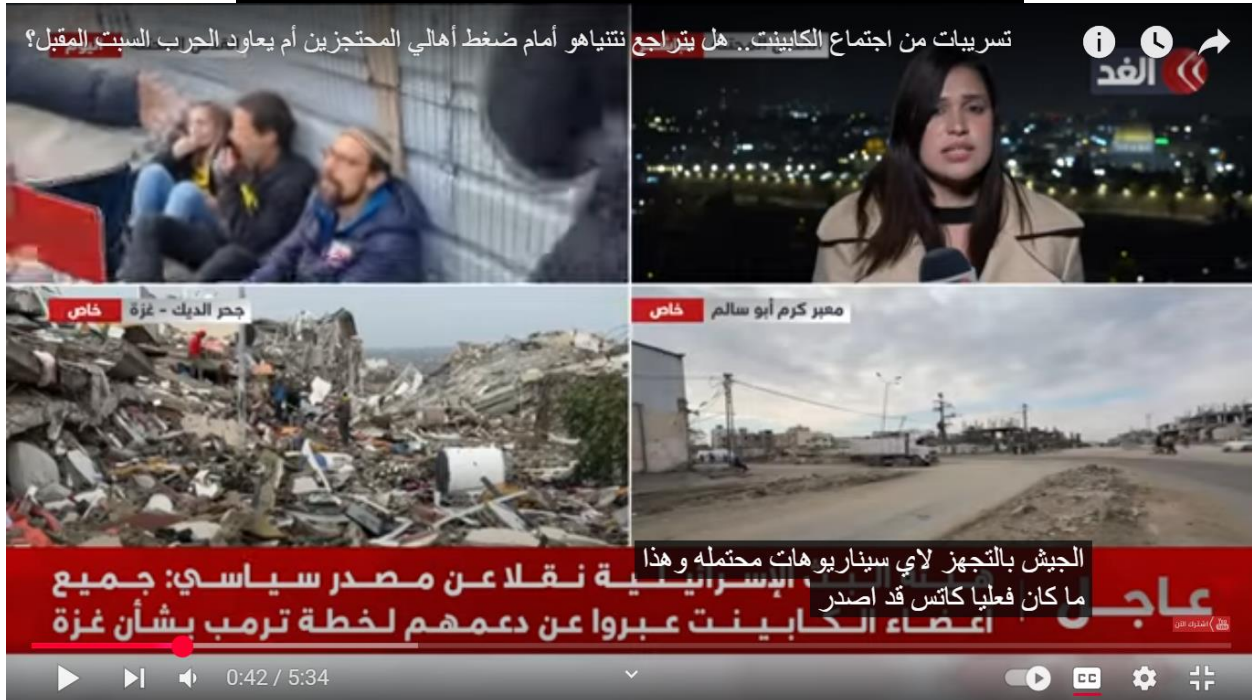 تسريبات من اجتماع الكابينت.. هل يتراجع نتنياهو أمام ضغط أهالي المحتجزين أم يعاود الحرب السبت المقبل؟
الغد
جحر الديك - غزة
خاص
معبر كرم أبو سالم
خاص
الجيش بالتجهز لاي سيناريوهات محتمله وهذا
ما كان فعليا كاتس قد اصدر
عاجل
الإسرائيلية نقلا عن مصدر سياسي: جميع
أعضاء الكابينت عبروا عن دعمهم لخطة ترمب بشأن غزة
اشترك الآن
0:42 / 5:34
CC